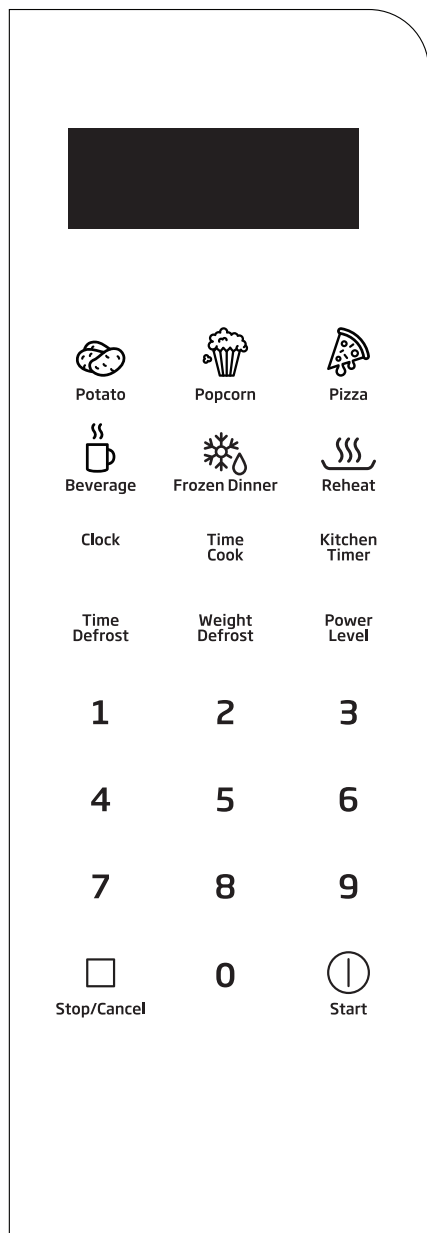 Potato Popcorn Pizza
Beverage Frozen Dinner Reheat
Clock Time Kitchen
Cook Timer
Time Weight Power
Defrost Defrost Level
1 2 3
4 5 6
7 8 9
0
Stop/Cancel Start